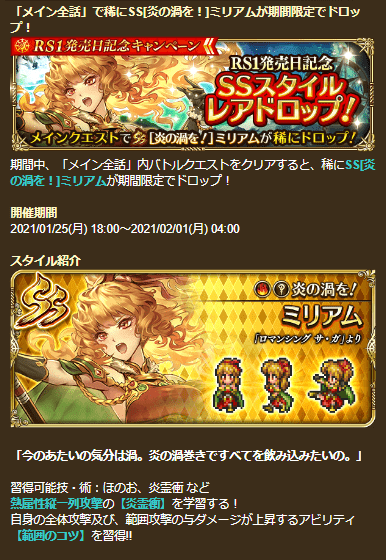 「メイン全話」で稀にSS[炎の渦を！]ミリアムが期間限定でドロッ
プ！
RS1発売日記念キャンペーン
RS1発売日記念
SSスタイル
レアドロップ！
メインクエストで[炎の渦を！]ミリアムが稀にドロップ！
期間中、「メイン全話」内バトルクエストをクリアすると、稀にSS[炎
の渦を！]ミリアムが期間限定でドロップ！
開催期間
2021/01/25(月) 18:00～2021/02/01(月) 04:00
スタイル紹介
SS
炎の渦を！
ミリアム
「ロマンシング サ・ガ」より
「今のあたいの気分は渦。炎の渦巻きですべてを飲み込みたいの。」
習得可能技・術：ほのお、炎霊術 など
熱属性縦一列攻撃の【炎霊術】を学習する！
自身の全体攻撃及び、範囲攻撃の与ダメージが上昇するアビリティ
【範囲のコツ】を習得!!